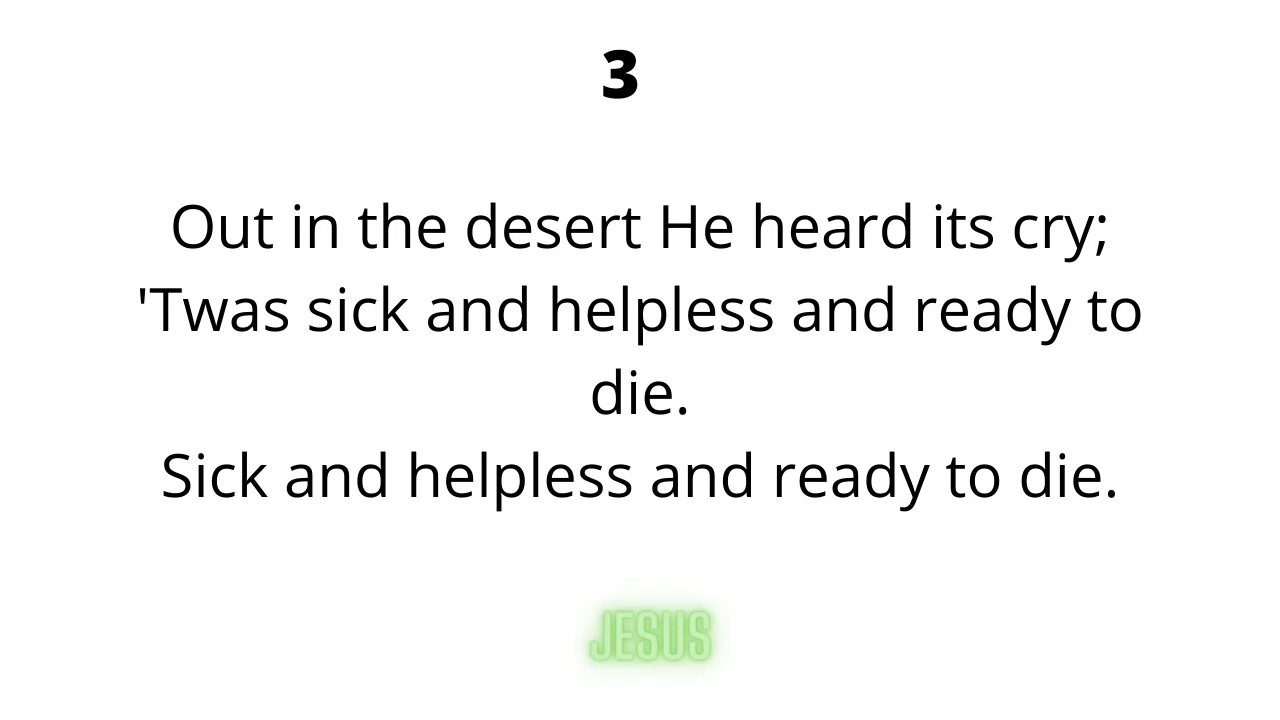 3
Out in the desert He heard its cry;
'Twas sick and helpless and ready to
die.
Sick and helpless and ready to die.
JESUS